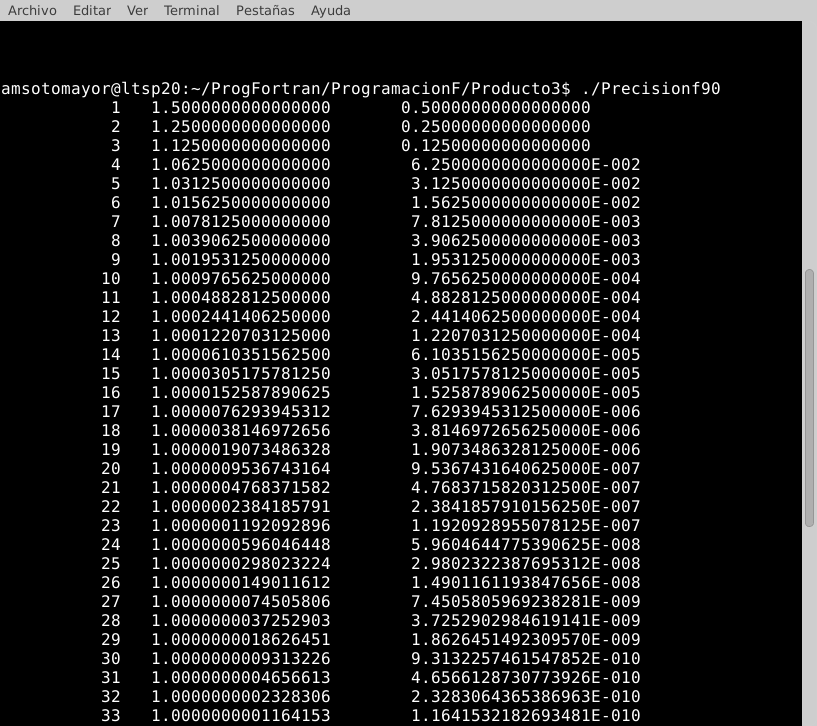 Archivo Editar Ver Terminal Pestañas Ayuda
amsotomayor@ltsp20:~/ProgFortran/ProgramacionF/Producto3$ ./Precisionf90
1 1.5000000000000000 0.50000000000000000
2 1.2500000000000000 0.25000000000000000
3 1.1250000000000000 0.12500000000000000
4 1.0625000000000000 6.2500000000000000E-002
5 1.0312500000000000 3.1250000000000000E-002
6 1.0156250000000000 1.5625000000000000E-002
7 1.0078125000000000 7.8125000000000000E-003
8 1.0039062500000000 3.9062500000000000E-003
9 1.0019531250000000 1.9531250000000000E-003
10 1.0009765625000000 9.7656250000000000E-004
11 1.0004882812500000 4.8828125000000000E-004
12 1.0002441406250000 2.4414062500000000E-004
13 1.0001220703125000 1.2207031250000000E-004
14 1.0000610351562500 6.1035156250000000E-005
15 1.0000305175781250 3.0517578125000000E-005
16 1.0000152587890625 1.5258789062500000E-005
17 1.0000076293945312 7.6293945312500000E-006
18 1.0000038146972656 3.8146972656250000E-006
19 1.0000019073486328 1.9073486328125000E-006
20 1.0000009536743164 9.5367431640625000E-007
21 1.0000004768371582 4.7683715820312500E-007
22 1.0000002384185791 2.3841857910156250E-007
23 1.0000001192092896 1.1920928955078125E-007
24 1.0000000596046448 5.9604644775390625E-008
25 1.0000000298023224 2.9802322387695312E-008
26 1.0000000149011612 1.4901161193847656E-008
27 1.0000000074505806 7.4505805969238281E-009
28 1.0000000037252903 3.7252902984619141E-009
29 1.0000000018626451 1.8626451492309570E-009
30 1.0000000009313226 9.3132257461547852E-010
31 1.0000000004656613 4.6566128730773926E-010
32 1.0000000002328306 2.3283064365386963E-010
33 1.0000000001164153 1.1641532182693481E-010